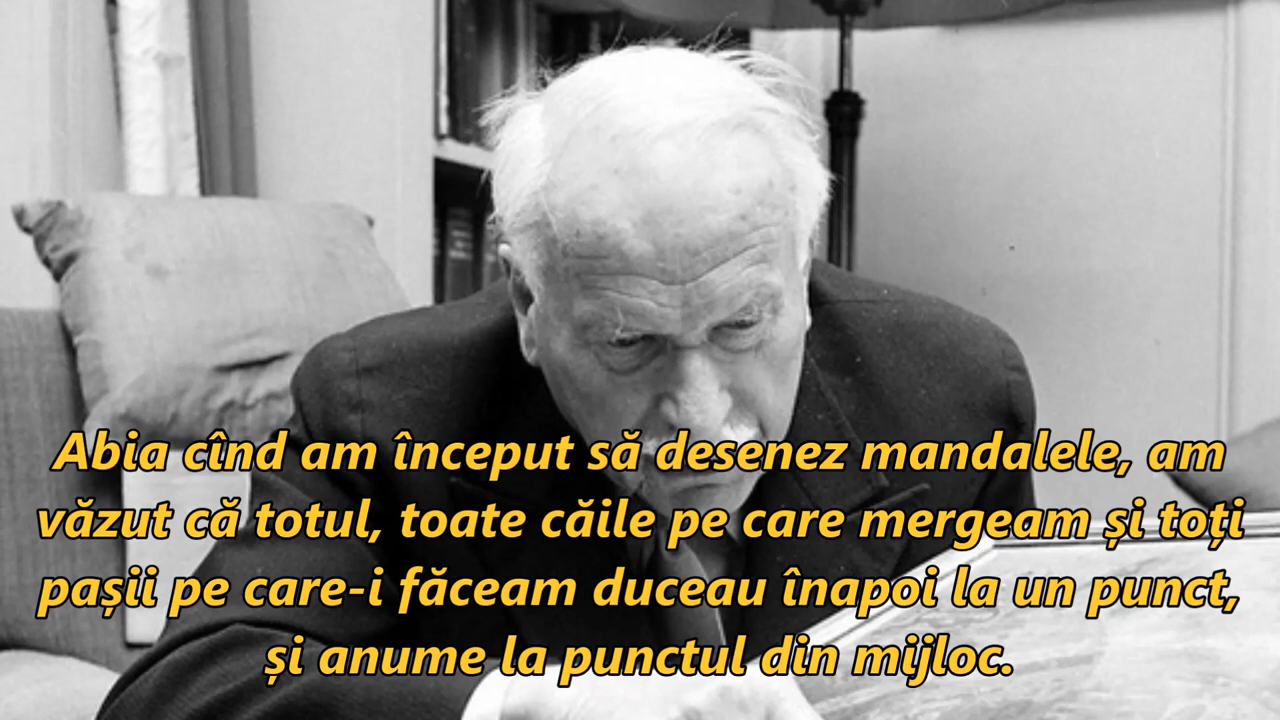 Abia cînd am început să desenez mandalele, am
văzut că totul, toate căile pe care mergeam și toți
pașii pe care-i făceam duceau înapoi la un punct,
și anume la punctul din mijloc.